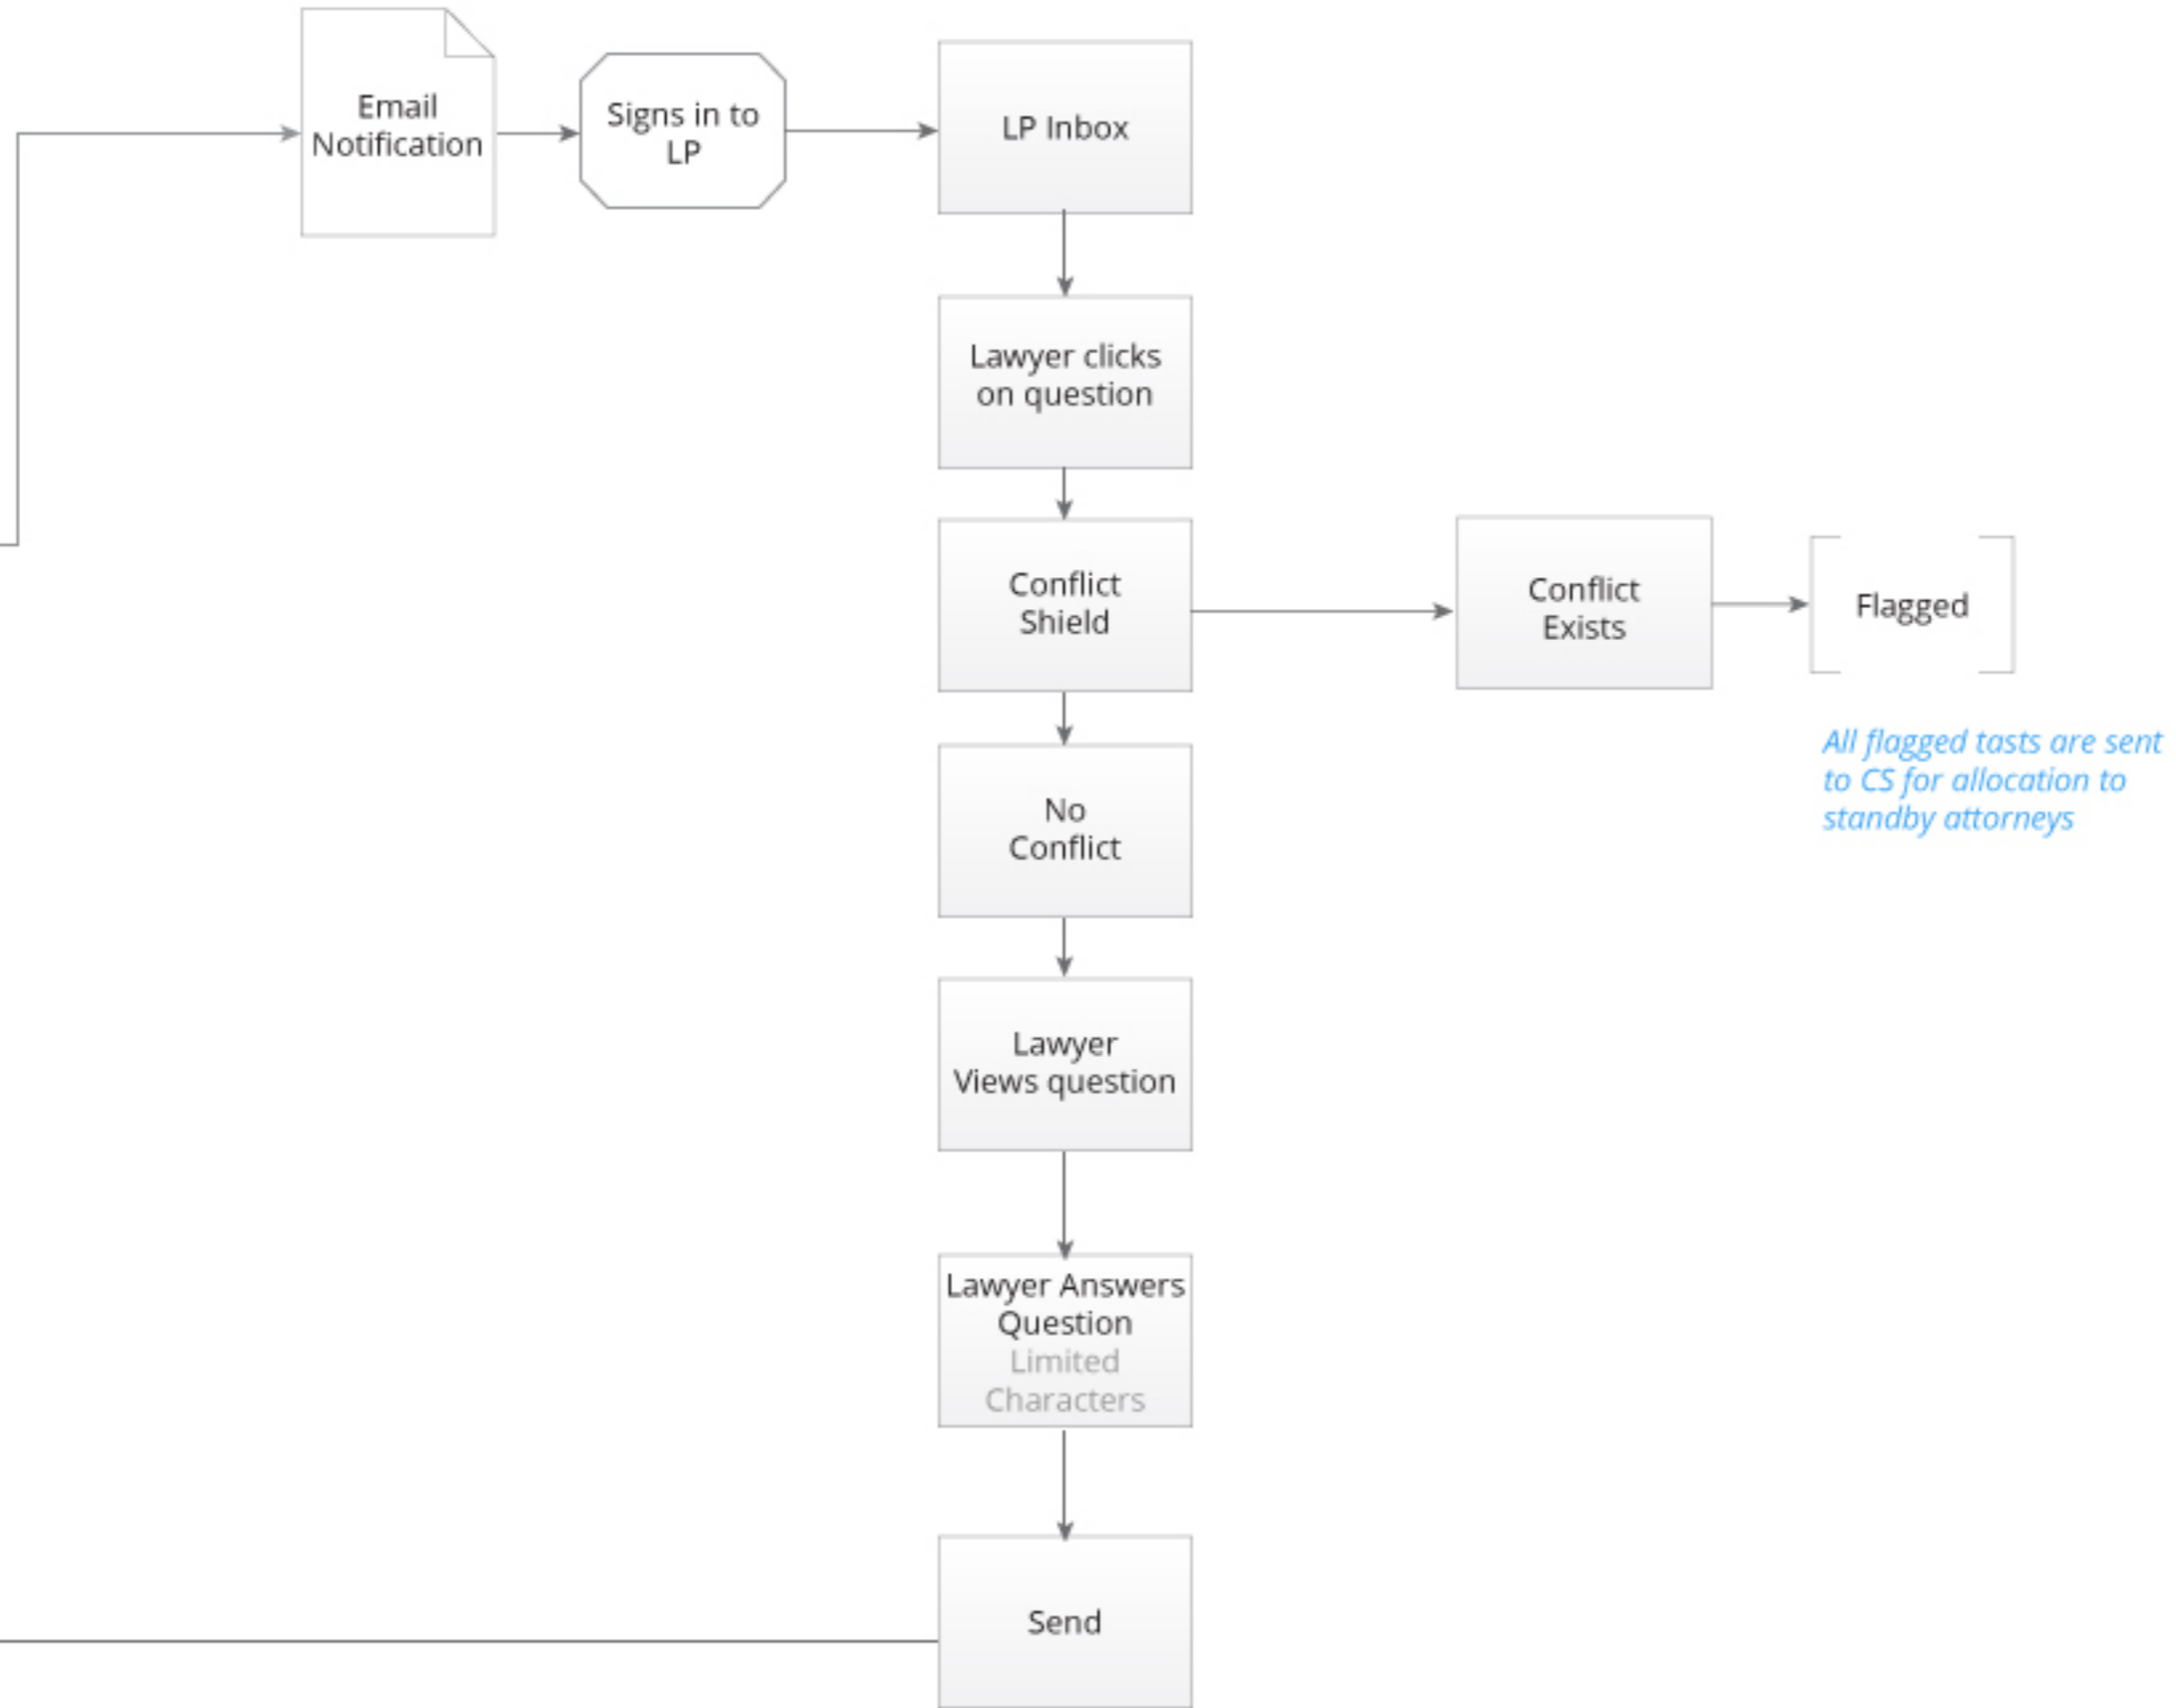 Email
Notification
Signs in to
LP
LP Inbox
Lawyer clicks
on question
Conflict
Shield
Conflict
Exists
Flagged
All flagged tasts are sent
to CS for allocation to
standby attorneys
No
Conflict
Lawyer
Views question
Lawyer Answers
Question
Limited
Characters
Send